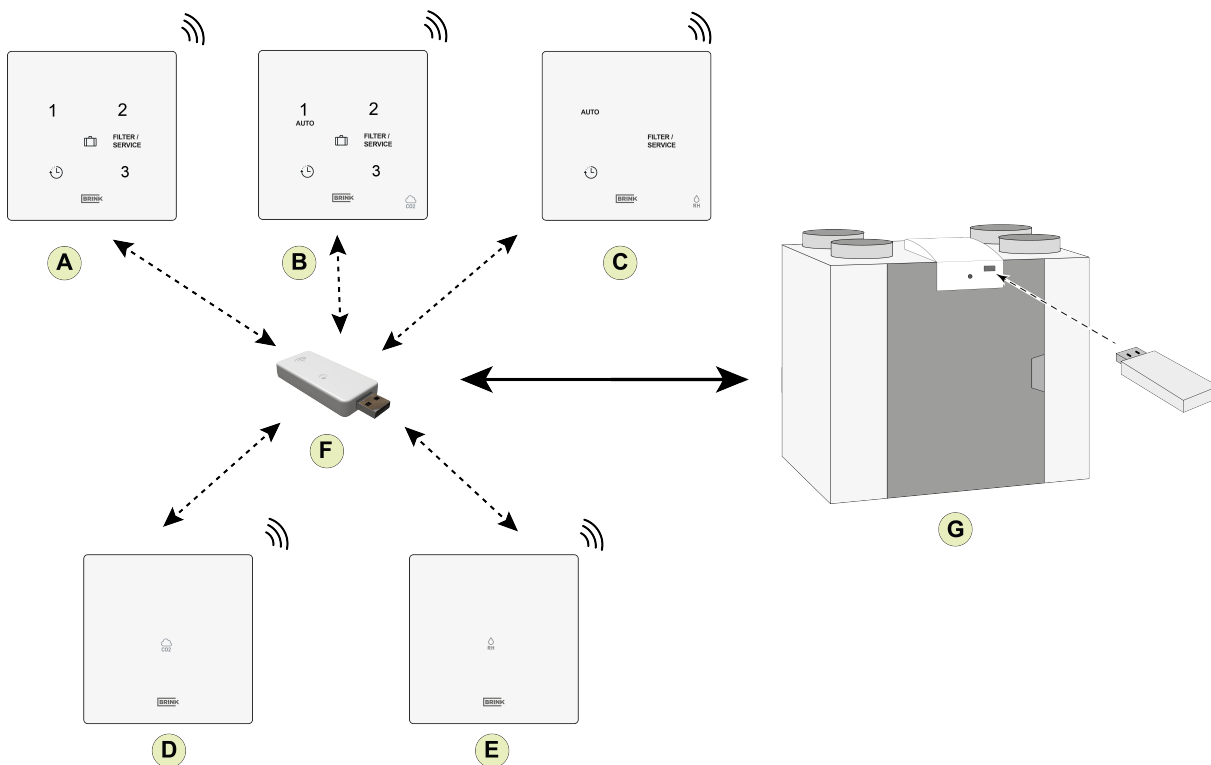 1
2
FILTER /
SERVICE
3
BRINK
A
1
AUTO
2
FILTER /
SERVICE
3
BRINK
CO2
B
AUTO
FILTER /
SERVICE
BRINK
RH
C
F
G
CO2
BRINK
D
RH
BRINK
E